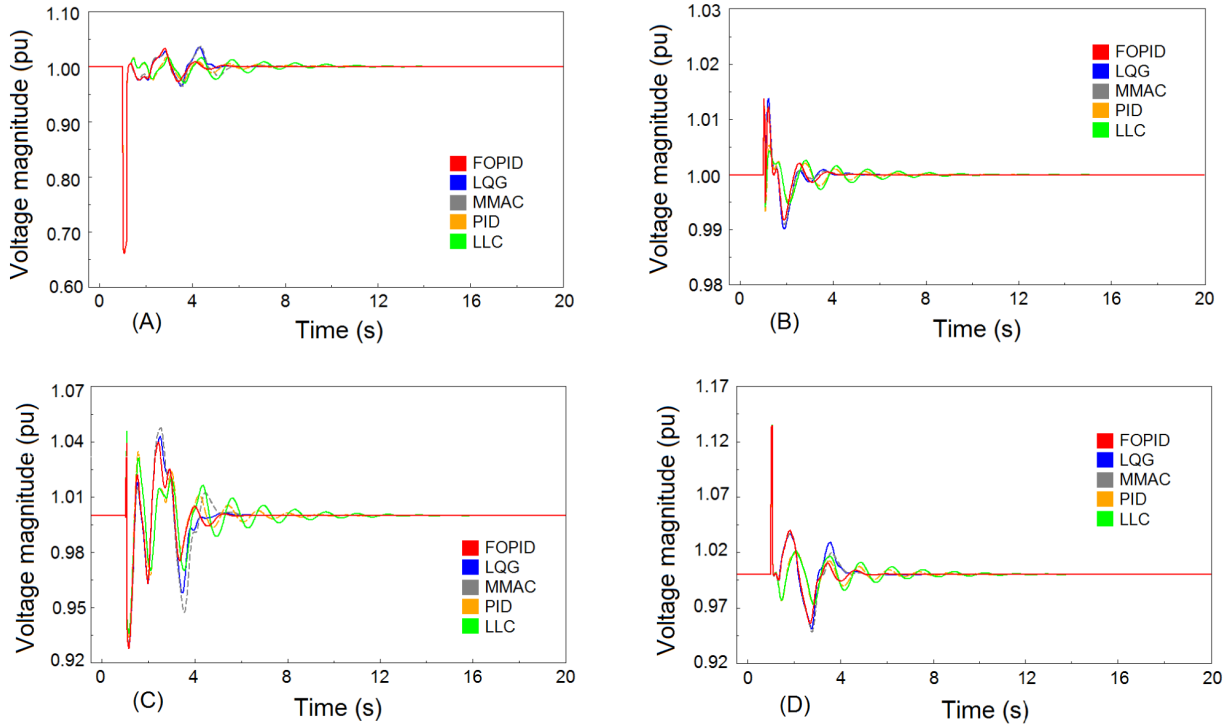 Voltage magnitude (pu)
1.10
1.00
0.90
0.80
0.70
0.60
FOPID
LQG
MMAC
PID
LLC
0 4 8 12 16 20
(A)
Time (s)
Voltage magnitude (pu)
1.03
1.02
1.01
1.00
0.99
0.98
FOPID
LQG
MMAC
PID
LLC
0 4 8 12 16 20
(B)
Time (s)
Voltage magnitude (pu)
1.07
1.04
1.01
0.98
0.95
0.92
FOPID
LQG
MMAC
PID
LLC
0 4 8 12 16 20
(C)
Time (s)
Voltage magnitude (pu)
1.17
1.12
1.07
1.02
0.97
0.92
FOPID
LQG
MMAC
PID
LLC
0 4 8 12 16 20
(D)
Time (s)